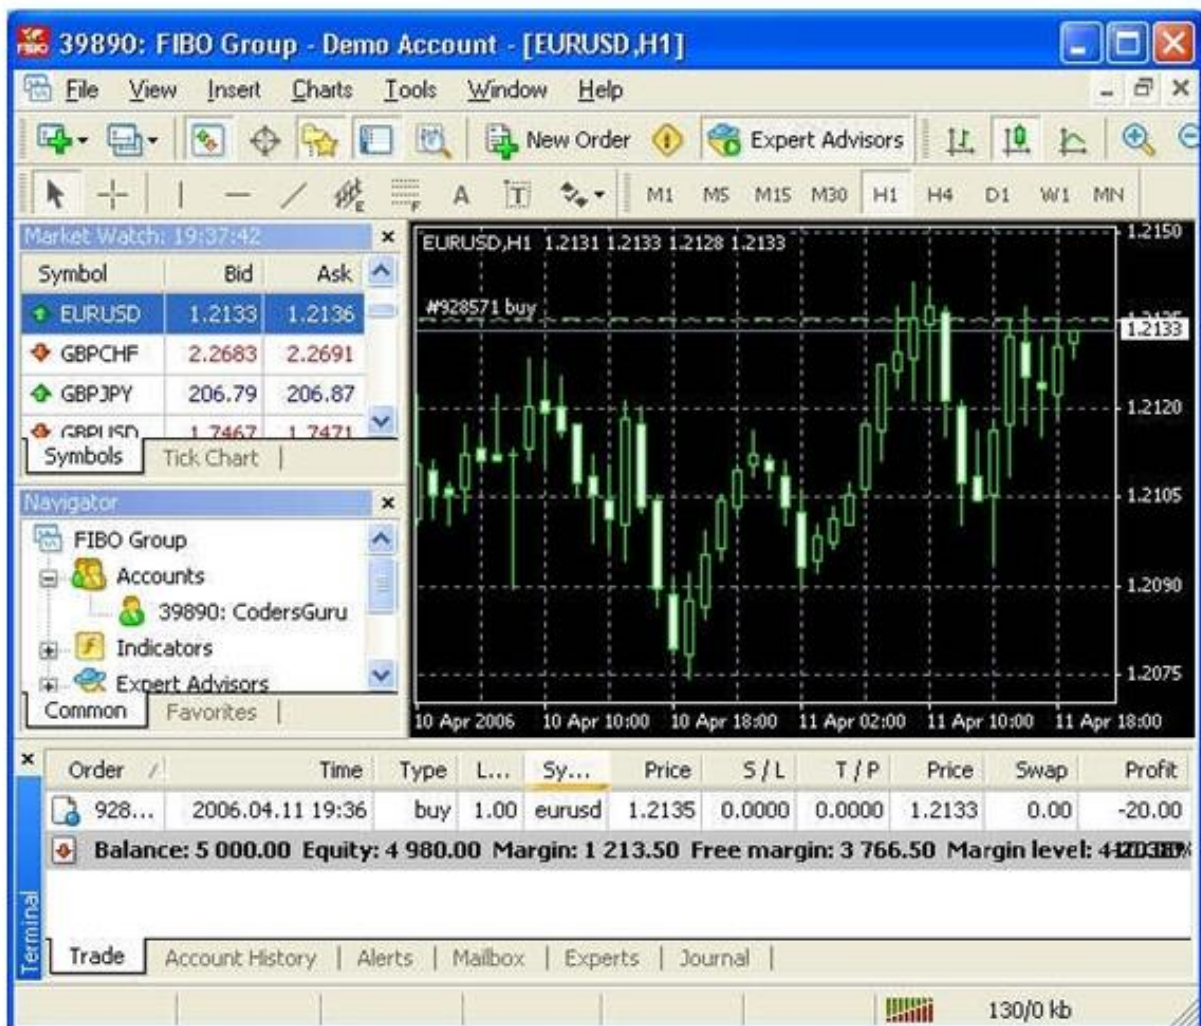 39890: FIBO Group - Demo Account - [EURUSD,H1]
File View Insert Charts Tools Window Help
New Order Expert Advisors
A T M1 M5 M15 M30 H1 H4 D1 W1 MN
Market Watch: 19:37:42
Symbol Bid Ask
EURUSD 1.2133 1.2136
GBPCHF 2.2683 2.2691
GBPJPY 206.79 206.87
GBPUSD 1.7467 1.7471
Symbols Tick Chart
Navigator
FIBO Group
Accounts
39890: CodersGuru
Indicators
Expert Advisors
Common Favorites
EURUSD,H1 1.2131 1.2133 1.2128 1.2133
#928571 buy
1.2150
1.2133
1.2120
1.2105
1.2090
1.2075
10 Apr 2006 10 Apr 10:00 10 Apr 18:00 11 Apr 02:00 11 Apr 10:00 11 Apr 18:00
Order / Time Type L... Sy... Price S / L T / P Price Swap Profit
928... 2006.04.11 19:36 buy 1.00 eurusd 1.2135 0.0000 0.0000 1.2133 0.00 -20.00
Balance: 5 000.00 Equity: 4 980.00 Margin: 1 213.50 Free margin: 3 766.50 Margin level:
Terminal
Trade Account History Alerts Mailbox Experts Journal
130/0 kb